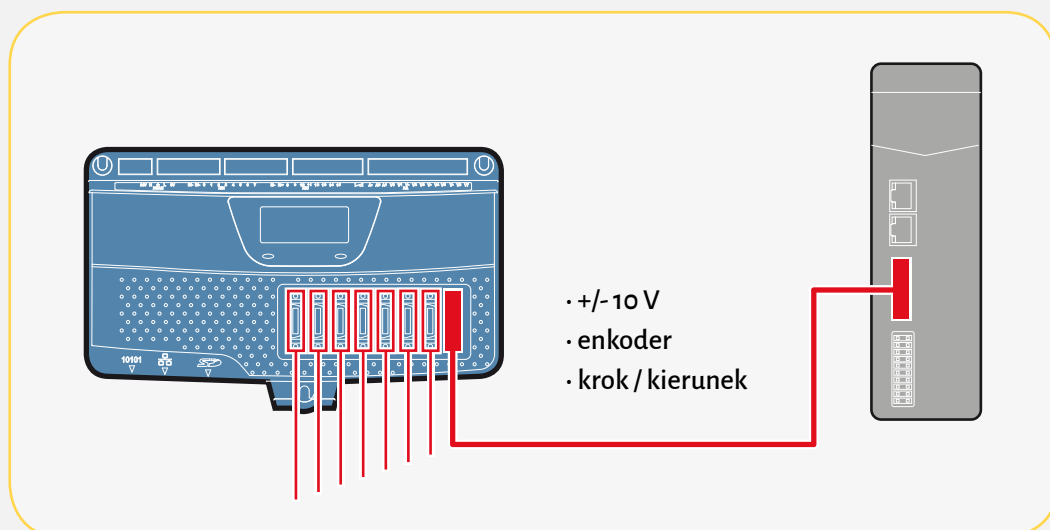 · +/- 10 V
· enkoder
· krok / kierunek
10101